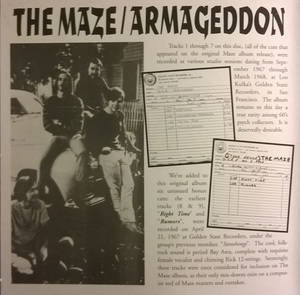 THE MAZE/ARMAGEDDON
Tracks 1 through 7 on this disc, (all of the cuts that
appeared on the original Maze album release), were
recorded at various studio sessions dating from Sept-
ember 1967 through
March 1968, at Leo
Kulka's Golden State
Recorders, in San
Francisco. The album
remains to this day a
true rarity among 60's
psych collectors. It is
deservedly desirable.
We've added to
this original album
six unissued bonus
cuts: the earliest
tracks (8 & 9),
"Right Time" and
"Rumors", were
recorded on April
21, 1967 at Golden State Recorders, under the
group's previous moniker, "Stonehenge". The cool, folk-
rock sound is period Bay Area, complete with requisite
female vocalist and chiming Rick 12-strings. Seemingly,
these tracks were once considered for inclusion on The
Maze album, as their only mix-downs exist on a compos-
ite reel of Maze masters and outtakes.